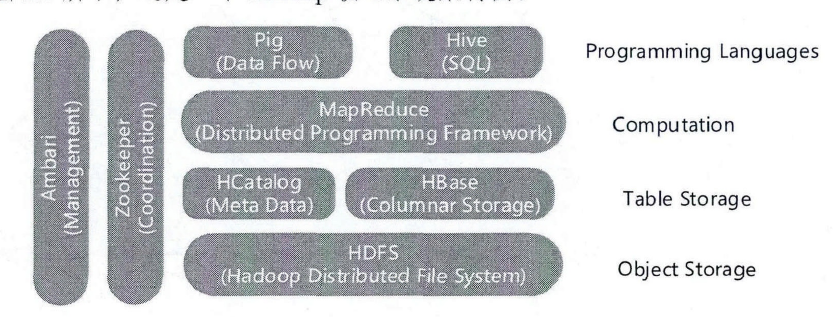 Ambari
(Management)
Zookeeper
(Coordination)
Pig
(Data Flow)
Hive
(SQL)
Programming Languages
MapReduce
(Distributed Programming Framework)
Computation
HCatalog
(Meta Data)
HBase
(Columnar Storage)
Table Storage
HDFS
(Hadoop Distributed File System)
Object Storage